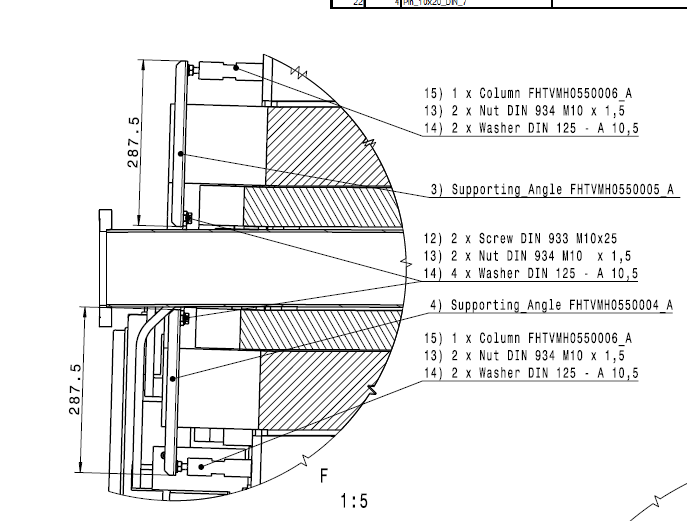 22 4 Pin_10x20_DIN_7
287.5
15) 1 x Column FHTVMH0550006_A
13) 2 x Nut DIN 934 M10 x 1,5
14) 2 x Washer DIN 125 - A 10,5
3) Supporting_Angle FHTVMH0550005_A
12) 2 x Screw DIN 933 M10x25
13) 2 x Nut DIN 934 M10 x 1,5
14) 4 x Washer DIN 125 - A 10,5
4) Supporting_Angle FHTVMH0550004_A
15) 1 x Column FHTVMH0550006_A
13) 2 x Nut DIN 934 M10 x 1,5
14) 2 x Washer DIN 125 - A 10,5
287.5
F
1:5